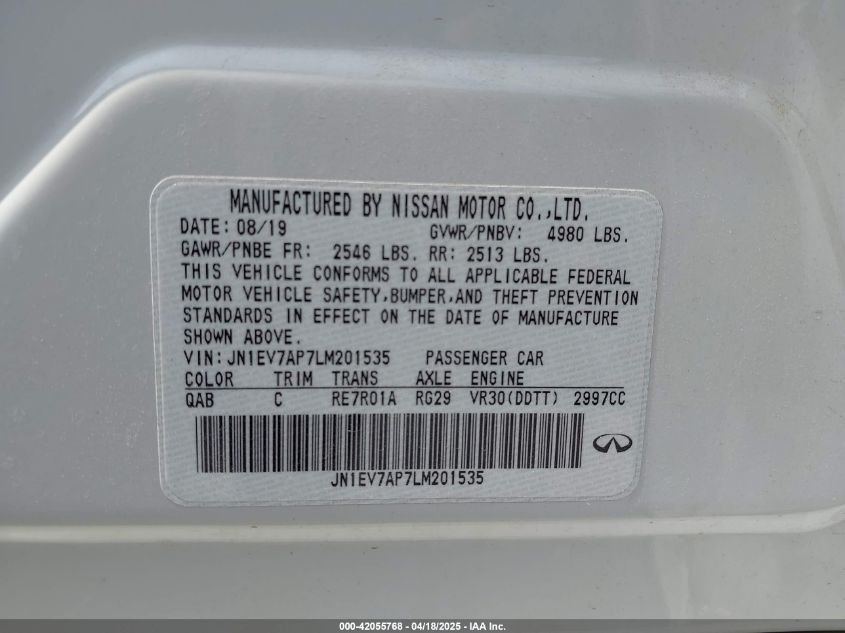 MANUFACTURED BY NISSAN MOTOR CO.,LTD.
DATE: 08/19 GVWR/PNBV: 4980 LBS.
GAWR/PNBE FR: 2546 LBS. RR: 2513 LBS.
THIS VEHICLE CONFORMS TO ALL APPLICABLE FEDERAL
MOTOR VEHICLE SAFETY,BUMPER,AND THEFT PREVENTION
STANDARDS IN EFFECT ON THE DATE OF MANUFACTURE
SHOWN ABOVE.
VIN:JN1EV7AP7LM201535 PASSENGER CAR
COLOR TRIM TRANS AXLE ENGINE
QAB C RE7R01A RG29 VR30(DDTT) 2997CC
JN1EV7AP7LM201535
000-42055768 - 04/18/2025 - IAA Inc.